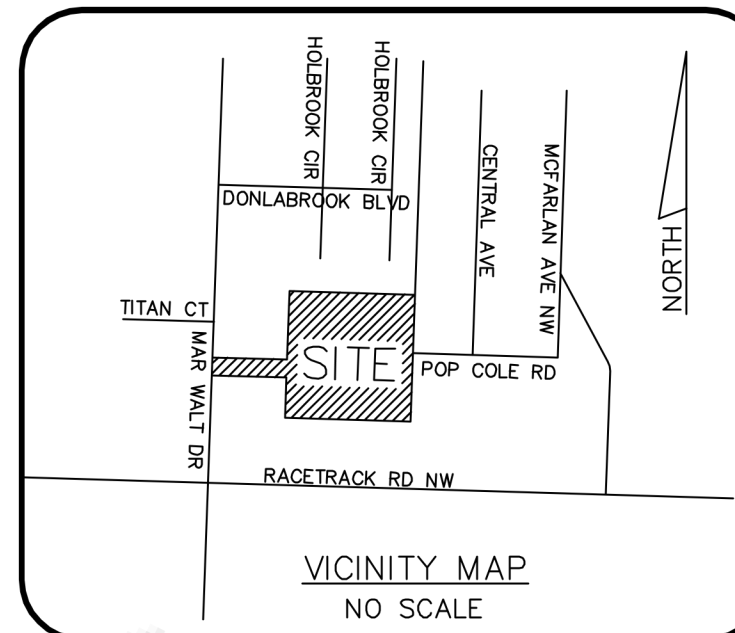 HOLBROOK CIR
HOLBROOK CIR
CENTRAL AVE
MCFARLAN AVE NW
DONLABROOK BLVD
NORTH
TITAN CT
MAR WALT DR
SITE
POP COLE RD
RACETRACK RD NW
VICINITY MAP
NO SCALE